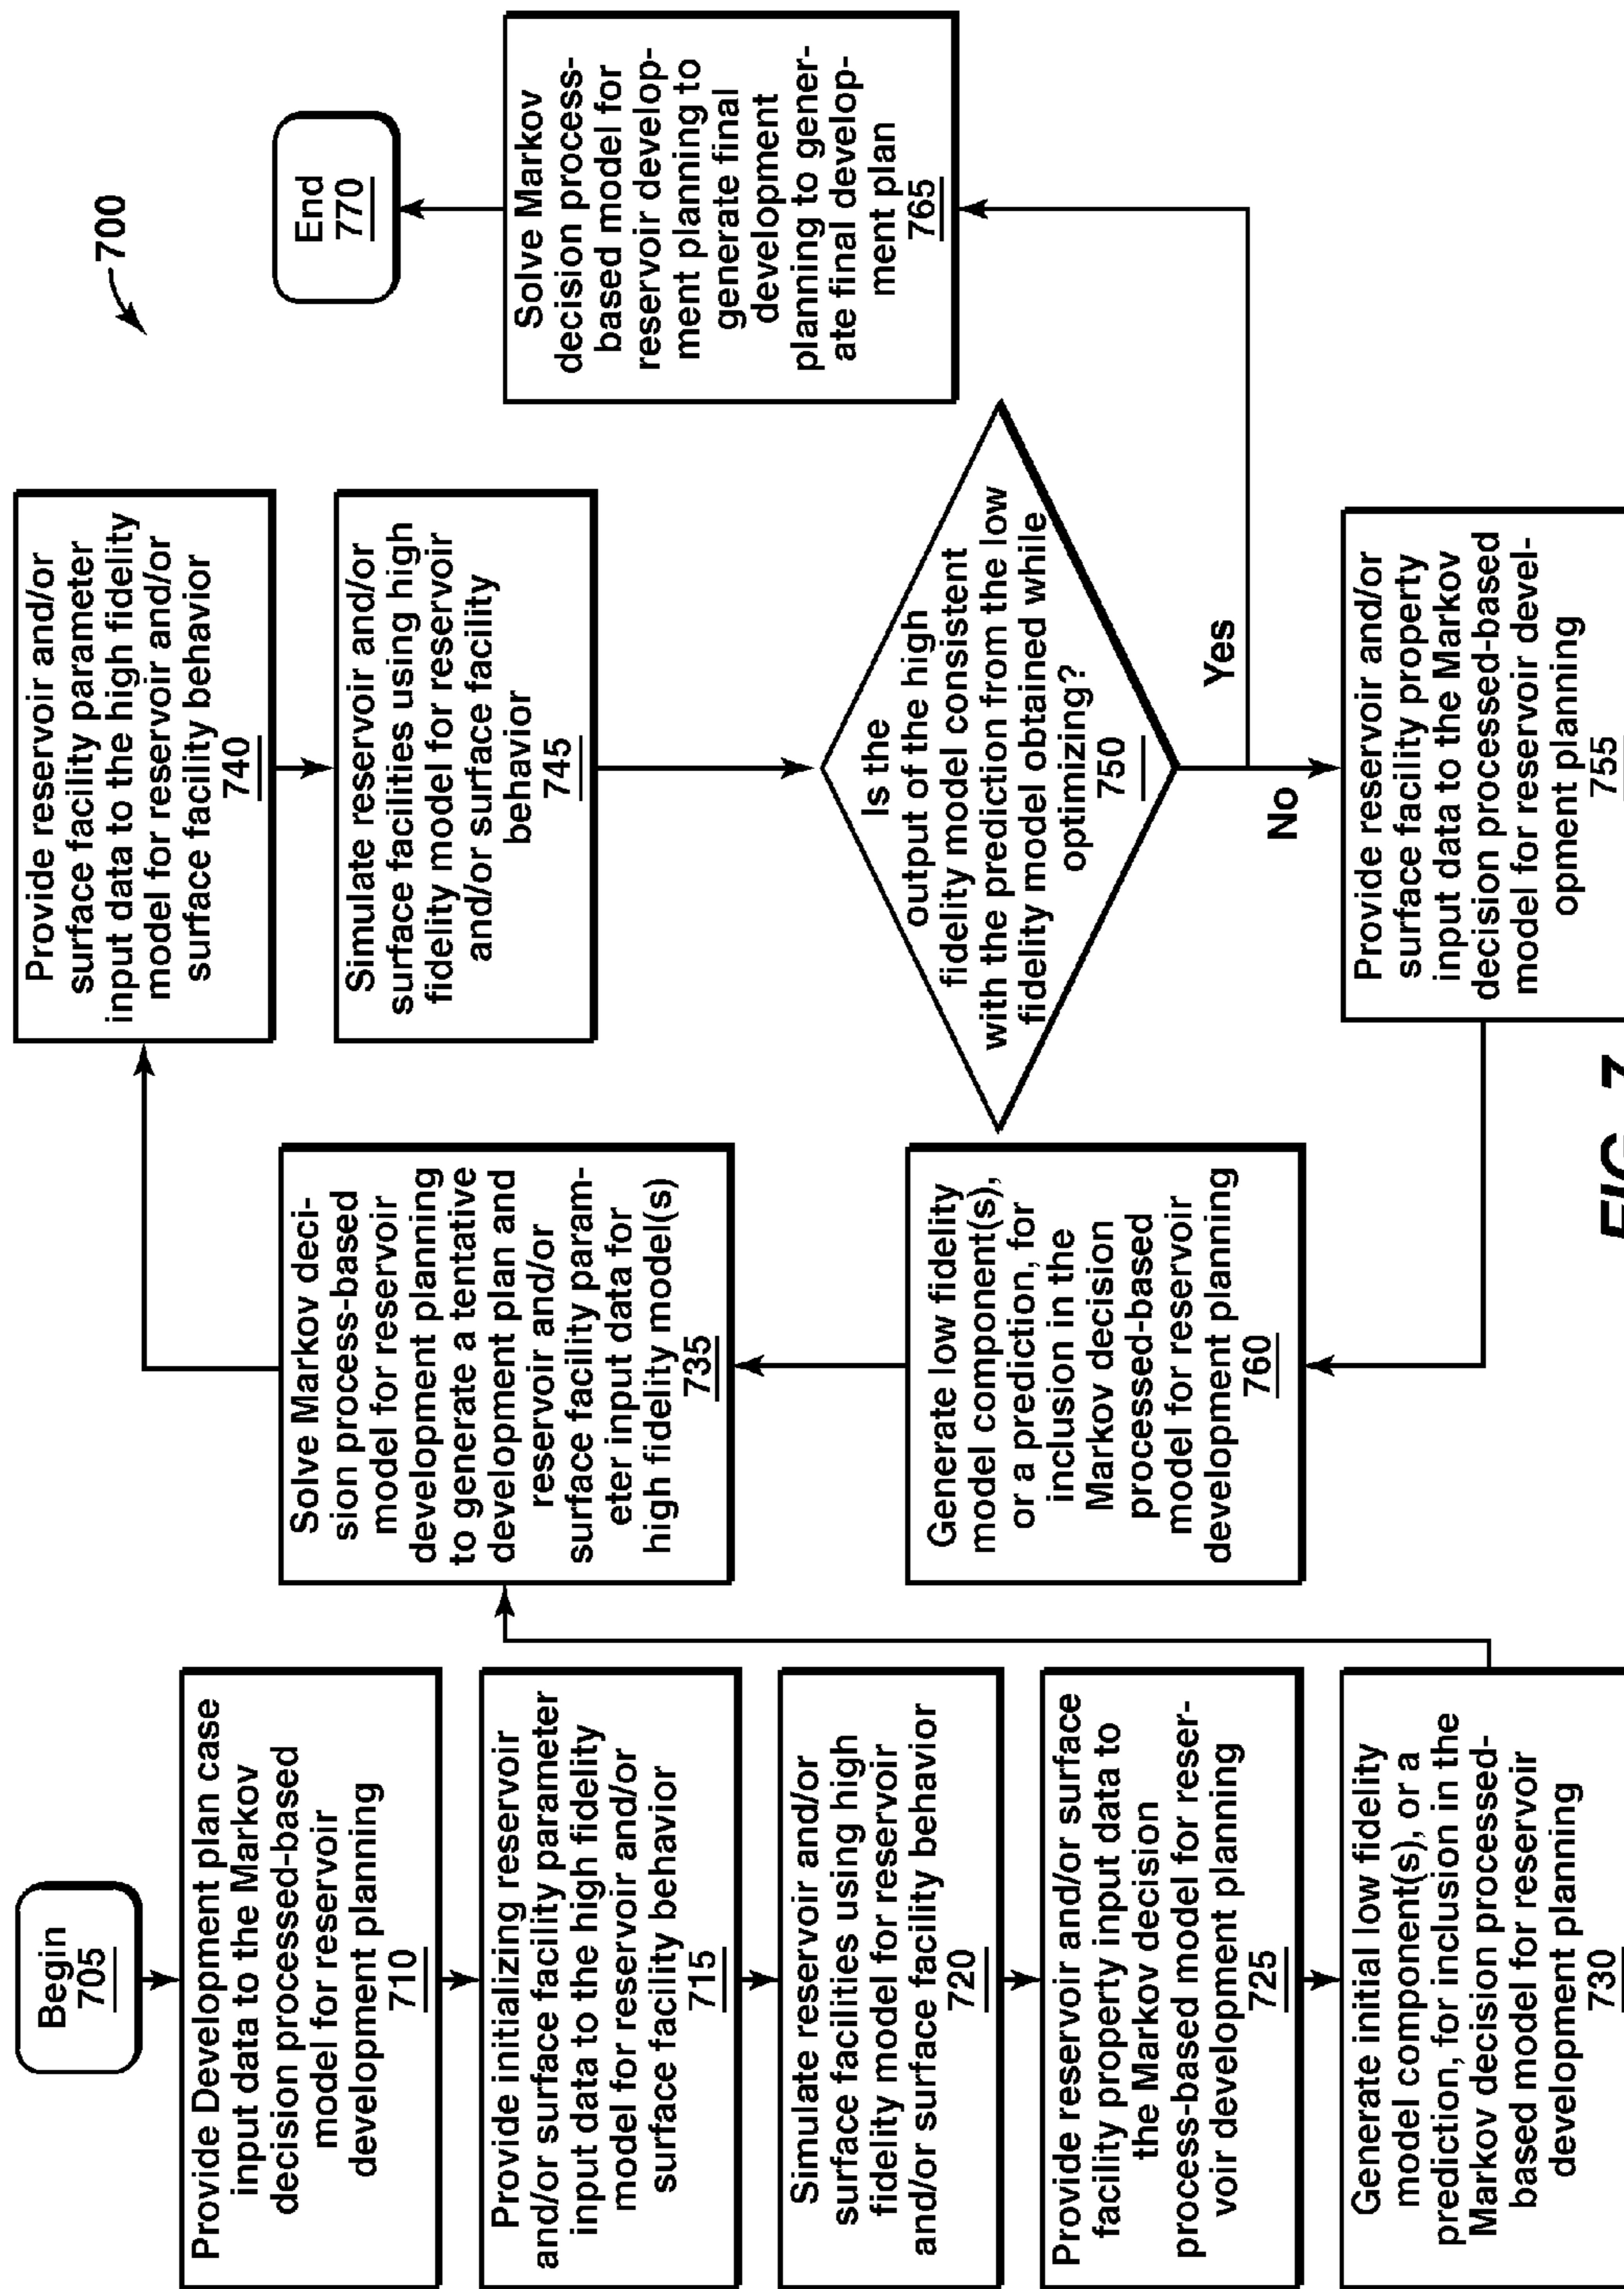 700
Begin
705
Provide Development plan case
input data to the Markov
decision processed-based
model for reservoir
development planning
710
Provide initializing reservoir
and/or surface facility parameter
input data to the high fidelity
model for reservoir and/or
surface facility behavior
715
Simulate reservoir and/or
surface facilities using high
fidelity model for reservoir
and/or surface facility behavior
720
Provide reservoir and/or surface
facility property input data to
the Markov decision
process-based model for reser-
voir development planning
725
Generate initial low fidelity
model component(s), or a
prediction, for inclusion in the
Markov decision processed-
based model for reservoir
development planning
730
Solve Markov deci-
sion process-based
model for reservoir
development planning
to generate a tentative
development plan and
reservoir and/or
surface facility param-
eter input data for
high fidelity model(s)
735
Provide reservoir and/or
surface facility parameter
input data to the high fidelity
model for reservoir and/or
surface facility behavior
740
Simulate reservoir and/or
surface facilities using high
fidelity model for reservoir
and/or surface facility
behavior
745
Is the
output of the high
fidelity model consistent
with the prediction from the low
fidelity model obtained while
optimizing?
750
No
Yes
Provide reservoir and/or
surface facility property
input data to the Markov
decision processed-based
model for reservoir devel-
opment planning
755
Generate low fidelity
model component(s),
or a prediction, for
inclusion in the
Markov decision
processed-based
model for reservoir
development planning
760
Solve Markov
decision process-
based model for
reservoir develop-
ment planning to
generate final
development
planning to gener-
ate final develop-
ment plan
765
End
770
FIG. 7